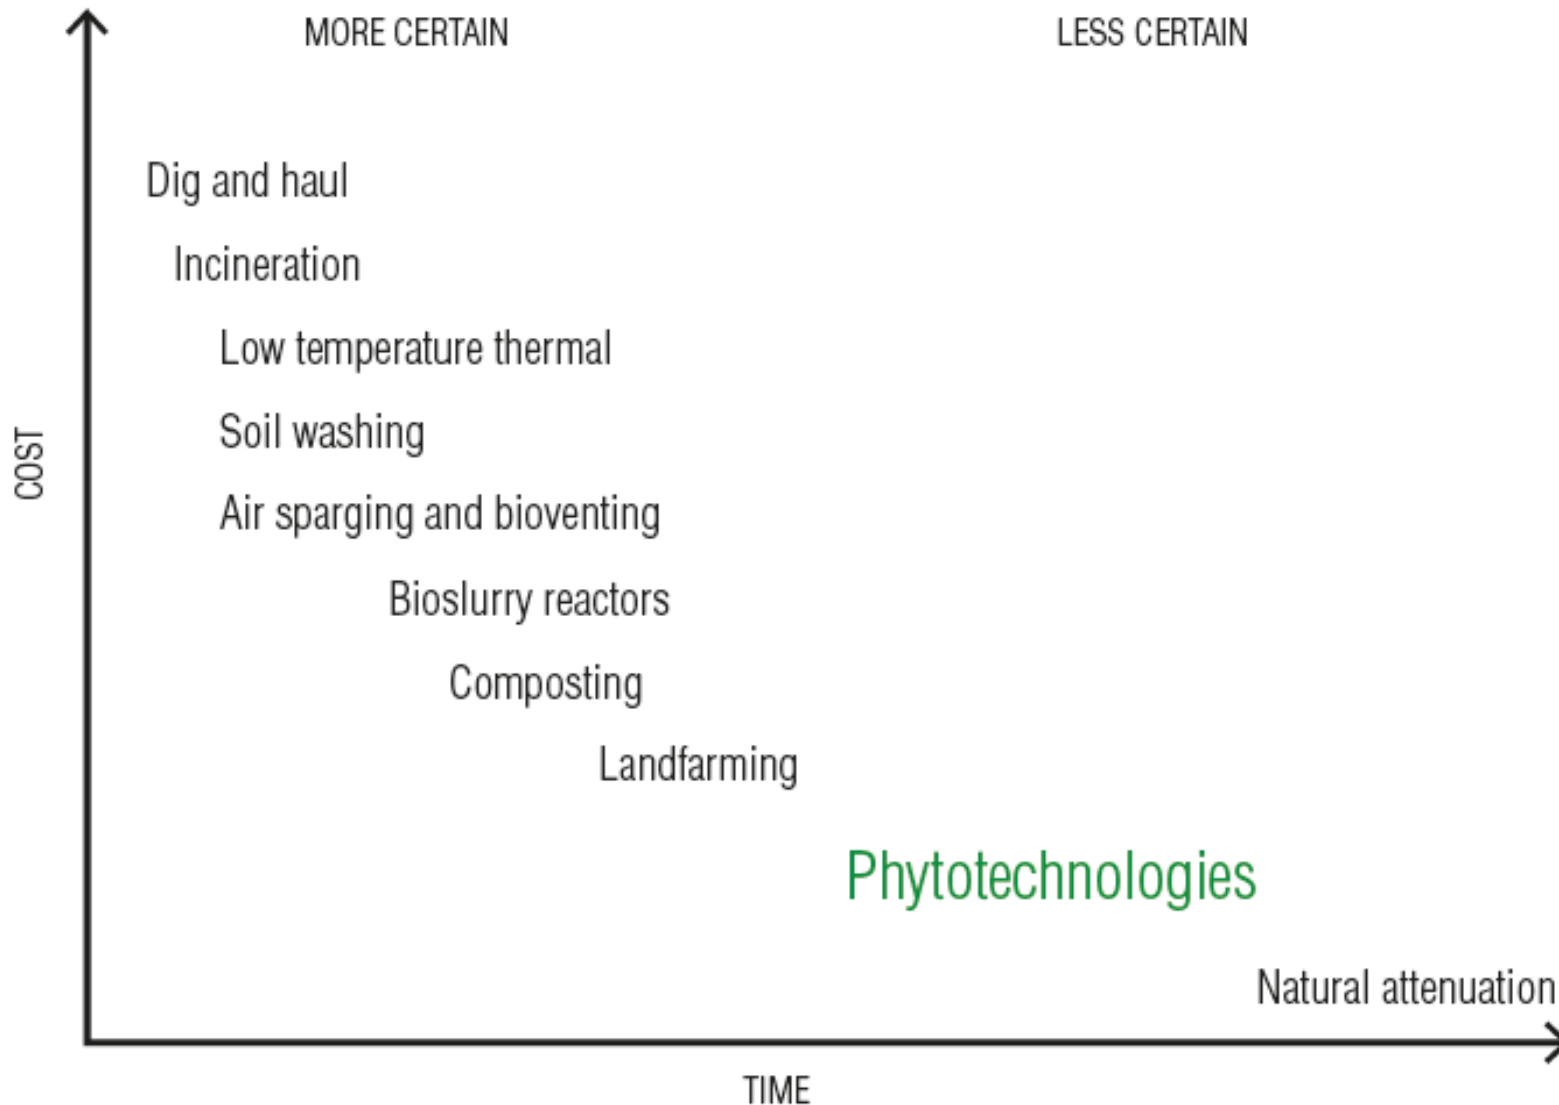 MORE CERTAIN
LESS CERTAIN
Dig and haul
Incineration
Low temperature thermal
Soil washing
COST
Air sparging and bioventing
Bioslurry reactors
Composting
Landfarming
Phytotechnologies
Natural attenuation
TIME